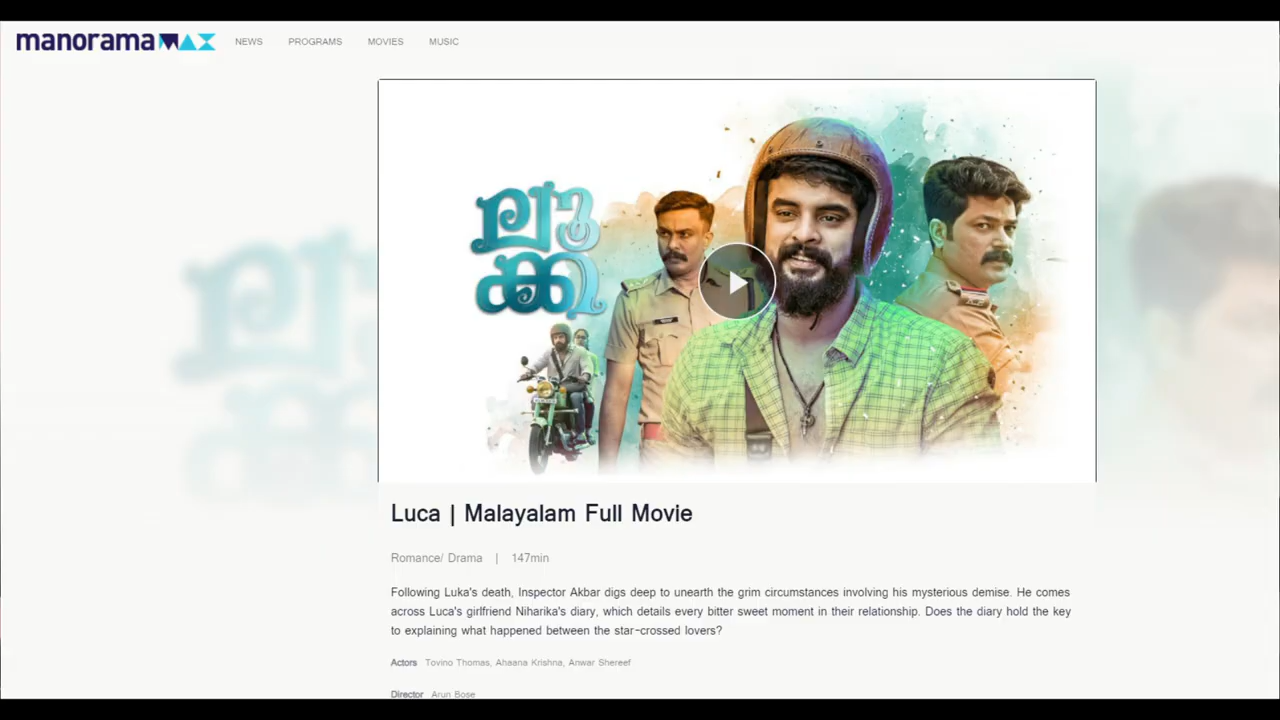 manoramaMAX NEWS PROGRAMS MOVIES MUSIC
ലൂ
ക്ക
Luca | Malayalam Full Movie
Romance/ Drama | 147min
Following Luka's death, Inspector Akbar digs deep to unearth the grim circumstances involving his mysterious demise. He comes
across Luca's girlfriend Niharika's diary, which details every bitter sweet moment in their relationship. Does the diary hold the key
to explaining what happened between the star-crossed lovers?
Actors Tovino Thomas, Ahaana Krishna, Anwar Shereef
Director Arun Bose